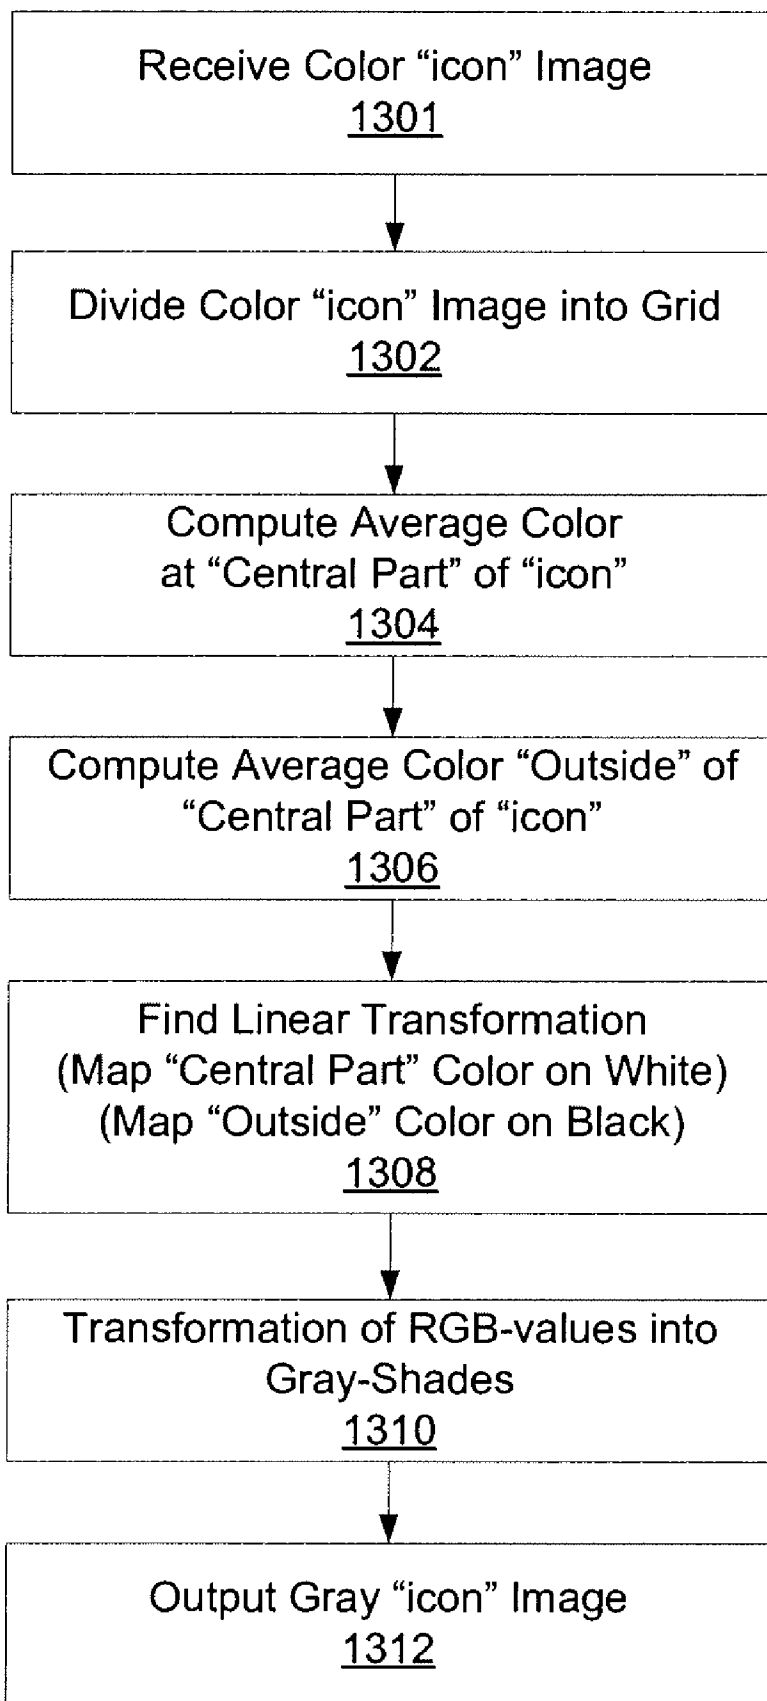 Receive Color “icon” Image
1301
Divide Color “icon” Image into Grid
1302
Compute Average Color
at “Central Part” of “icon”
1304
Compute Average Color “Outside” of
“Central Part” of “icon”
1306
Find Linear Transformation
(Map “Central Part” Color on White)
(Map “Outside” Color on Black)
1308
Transformation of RGB-values into
Gray-Shades
1310
Output Gray “icon” Image
1312